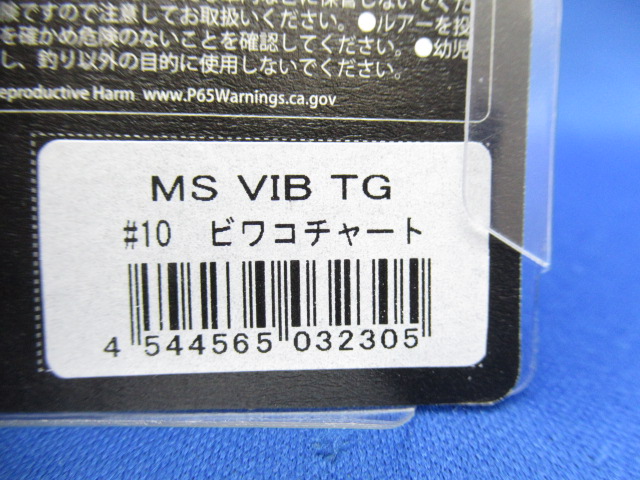 険ですので注意してお取扱いください。●ルアーを投
を確かめ危険のないことを確認してください。●幼児
し、釣り以外の目的に使用しないでください。
eproductive Harm www.P65Warnings.ca.gov
MS VIB TG
#10 ビワコチャート
4 544565 032305